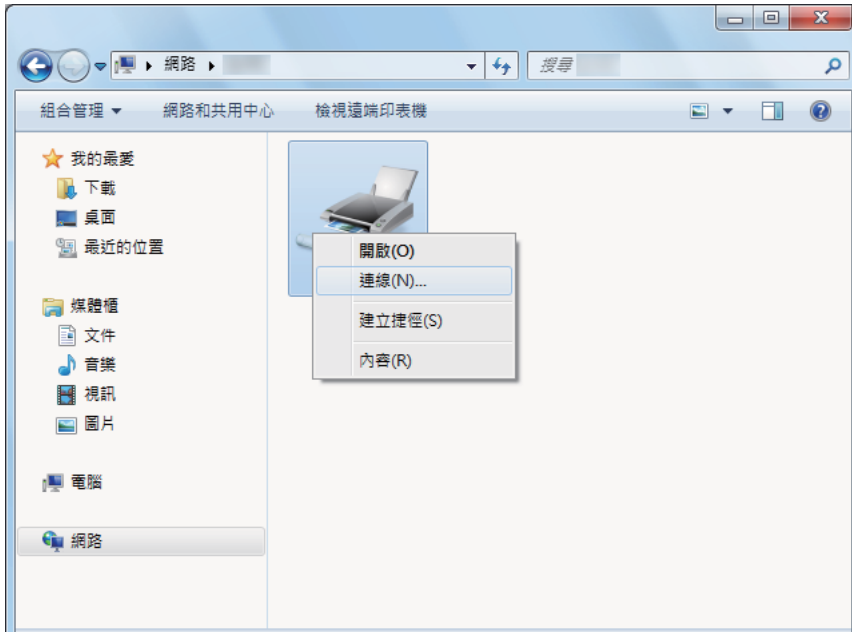 網路
搜尋
組合管理 網路和共用中心 檢視遠端印表機
我的最愛
下載
桌面
最近的位置
媒體櫃
文件
音樂
視訊
圖片
電腦
網路
開啟(O)
連線(N)...
建立捷徑(S)
內容(R)